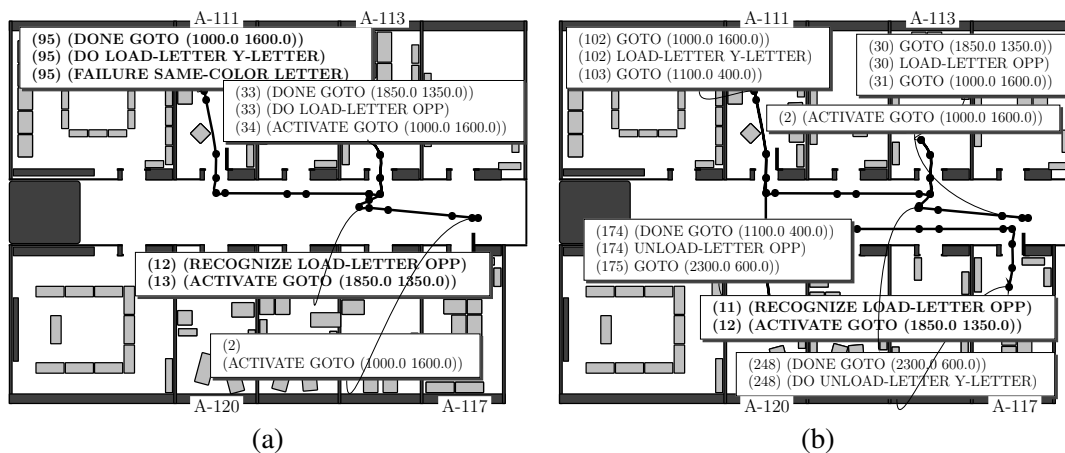 A-111
A-113
(95) (DONE GOTO (1000.0 1600.0))
(95) (DO LOAD-LETTER Y-LETTER)
(95) (FAILURE SAME-COLOR LETTER)
(33) (DONE GOTO (1850.0 1350.0))
(33) (DO LOAD-LETTER OPP)
(34) (ACTIVATE GOTO (1000.0 1600.0))
(12) (RECOGNIZE LOAD-LETTER OPP)
(13) (ACTIVATE GOTO (1850.0 1350.0))
(2)
(ACTIVATE GOTO (1000.0 1600.0))
A-120
A-117
(a)
A-111
A-113
(102) GOTO (1000.0 1600.0))
(102) LOAD-LETTER Y-LETTER)
(103) GOTO (1100.0 400.0))
(30) GOTO (1850.0 1350.0))
(30) LOAD-LETTER OPP)
(31) GOTO (1000.0 1600.0))
(2) (ACTIVATE GOTO (1000.0 1600.0))
(174) (DONE GOTO (1100.0 400.0))
(174) UNLOAD-LETTER OPP)
(175) GOTO (2300.0 600.0))
(11) (RECOGNIZE LOAD-LETTER OPP)
(12) (ACTIVATE GOTO (1850.0 1350.0))
(248) (DONE GOTO (2300.0 600.0))
(248) (DO UNLOAD-LETTER Y-LETTER)
A-120
A-117
(b)